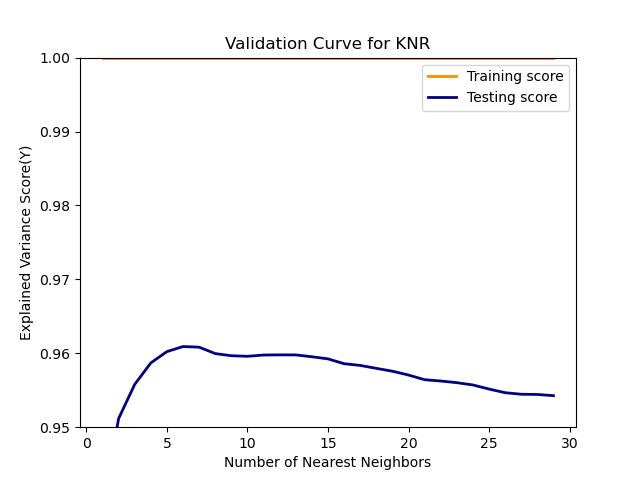 Validation Curve for KNR
Training score
Testing score
Explained Variance Score(Y)
1.00
0.99
0.98
0.97
0.96
0.95
0 5 10 15 20 25 30
Number of Nearest Neighbors